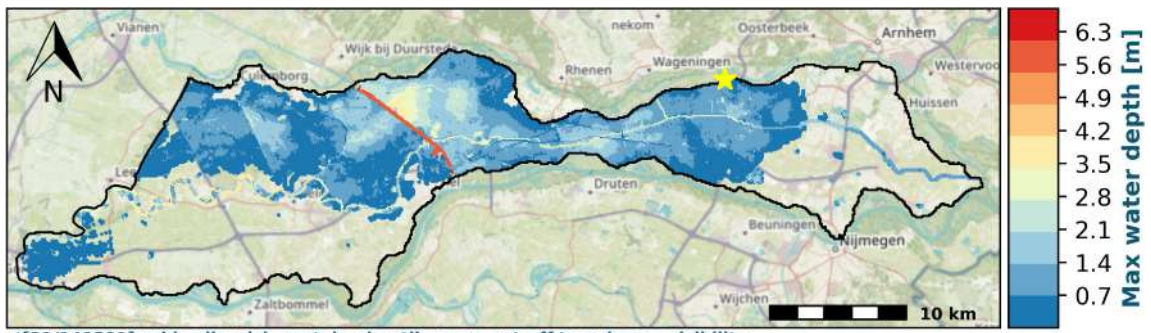 Vianen
nekom
Oosterbeek
Arnhem
Wijk bij Duurstede
Wageningen
Westervoo
Culemborg
Rhenen
Huissen
N
Lee
Druten
el
Beuningen
Nijmegen
Zaltbommel
Wijchen
10 km
6.3
5.6
4.9
4.2
3.5
2.8
2.1
1.4
0.7
Max water depth [m]